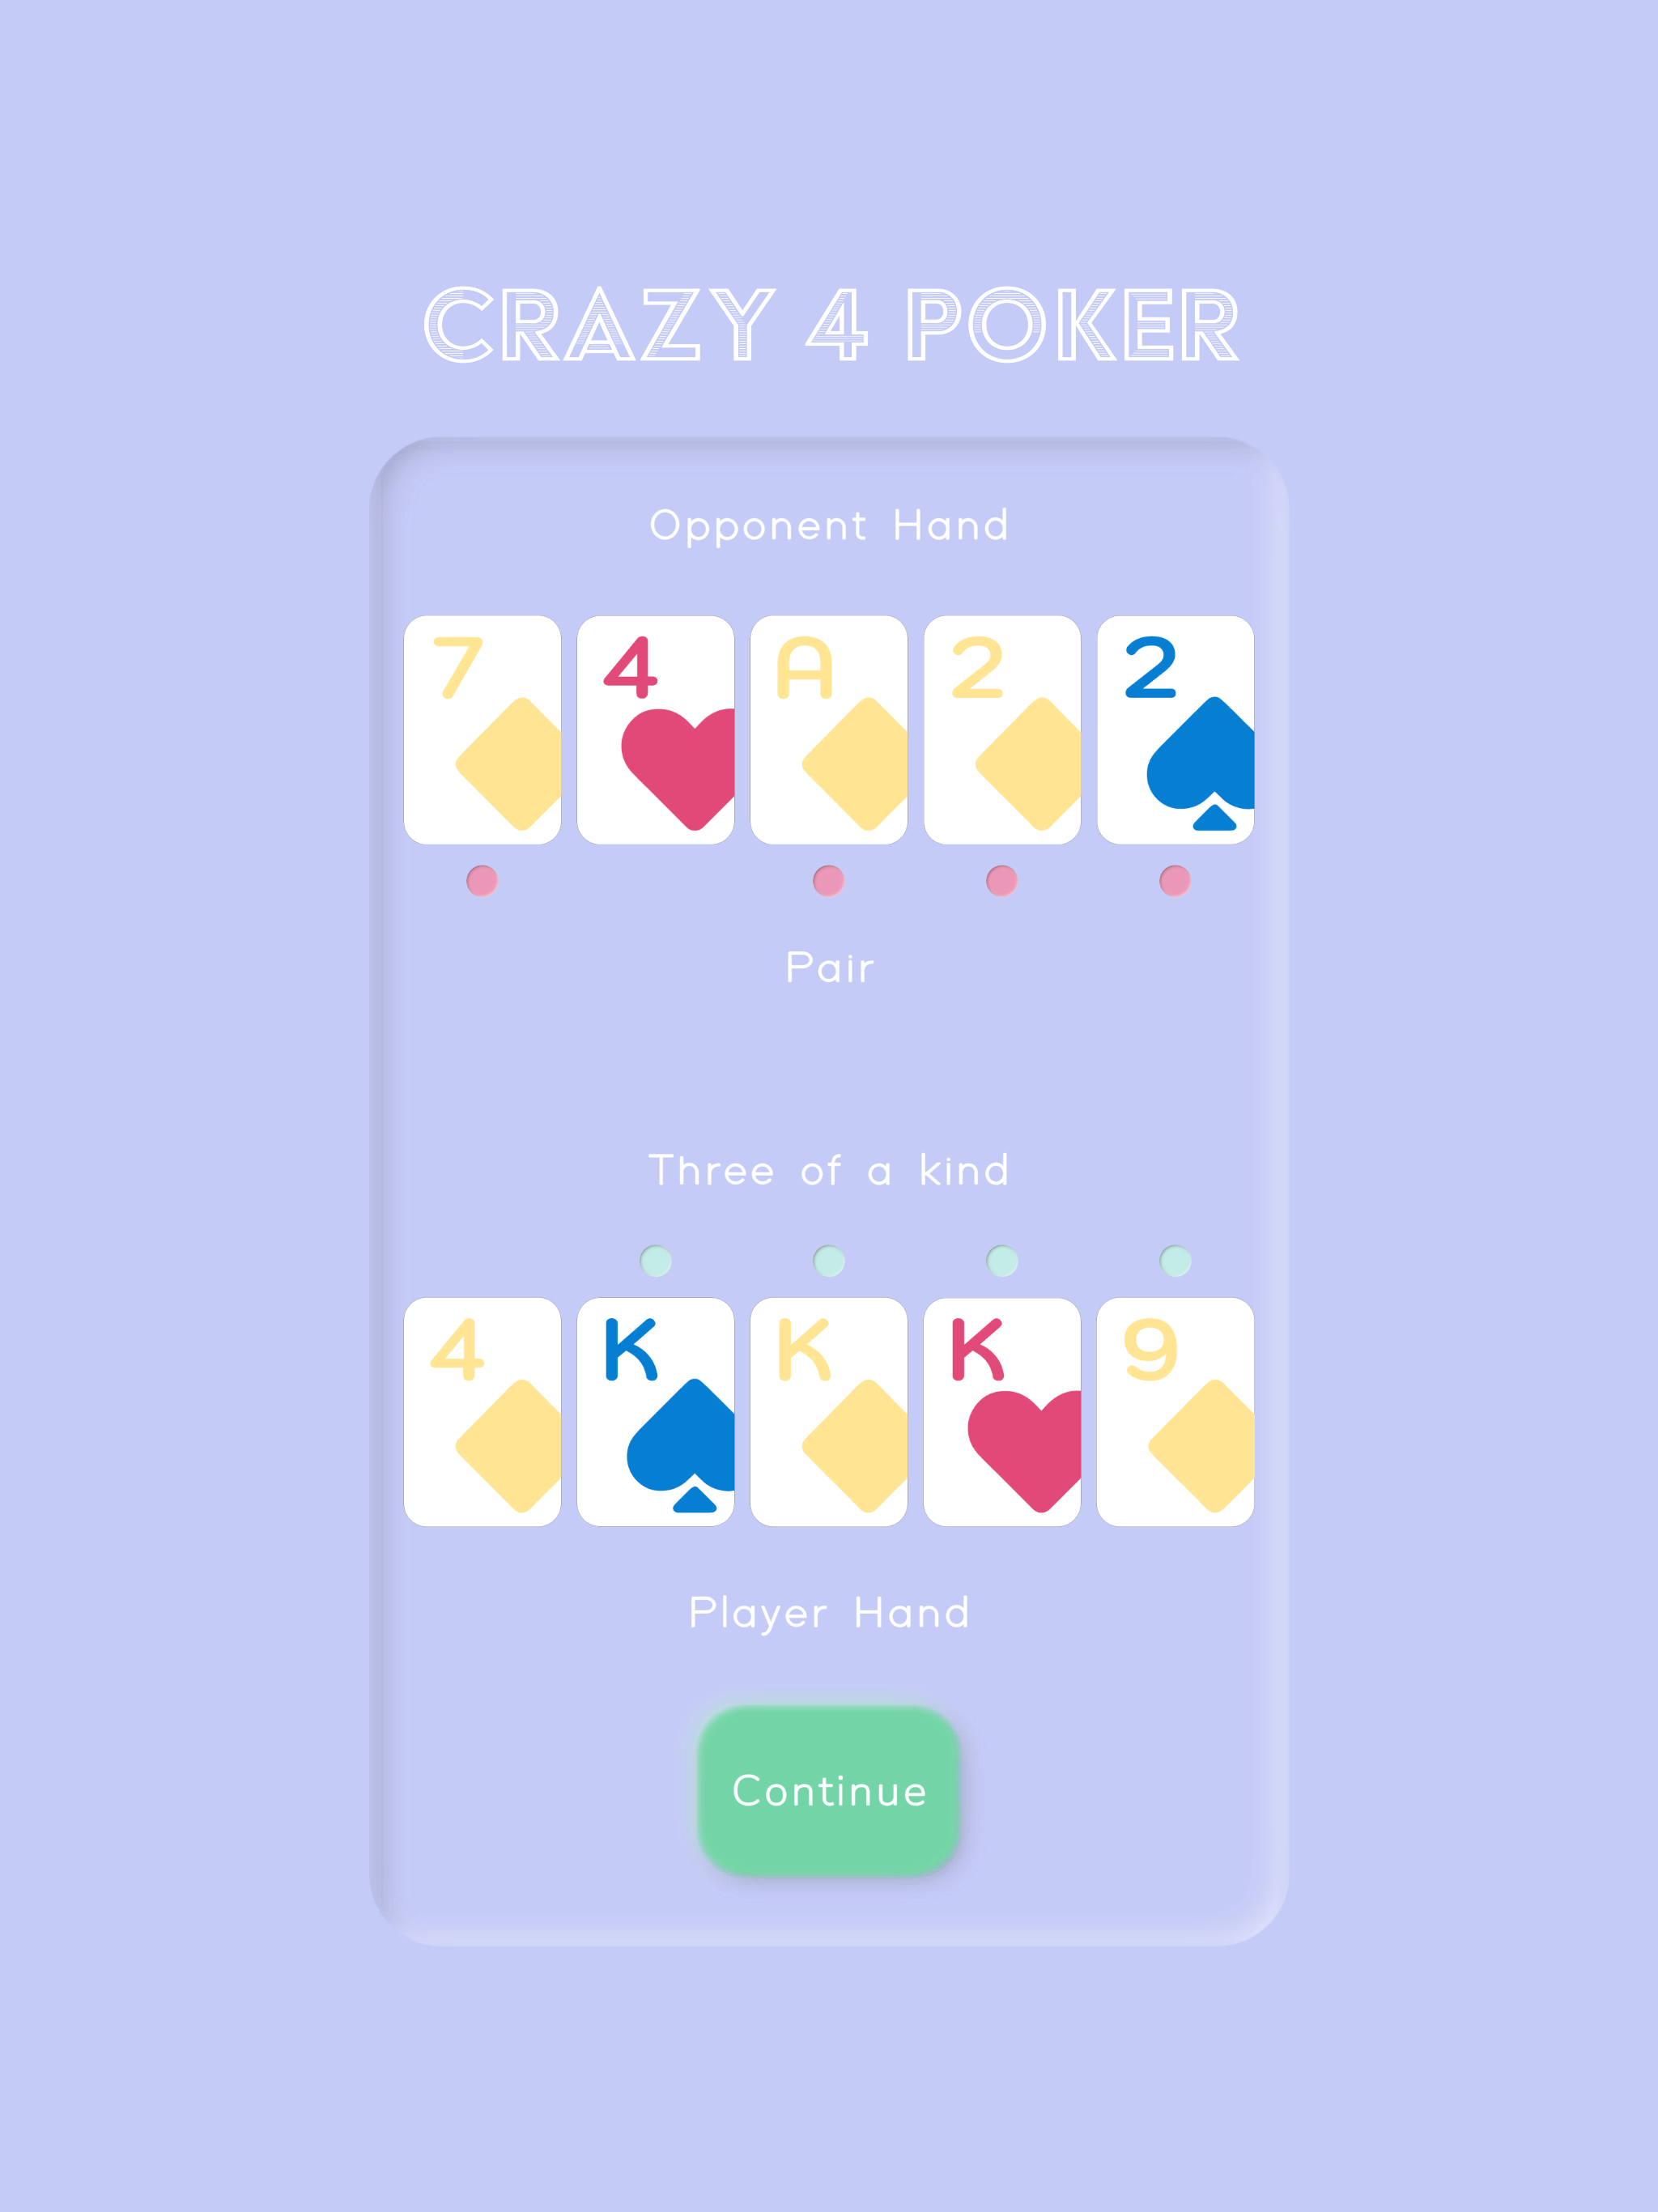 CRAZY 4 POKER
Opponent Hand
7 4 A 2 2
Pair
Three of a kind
4 K K K 9
Player Hand
Continue